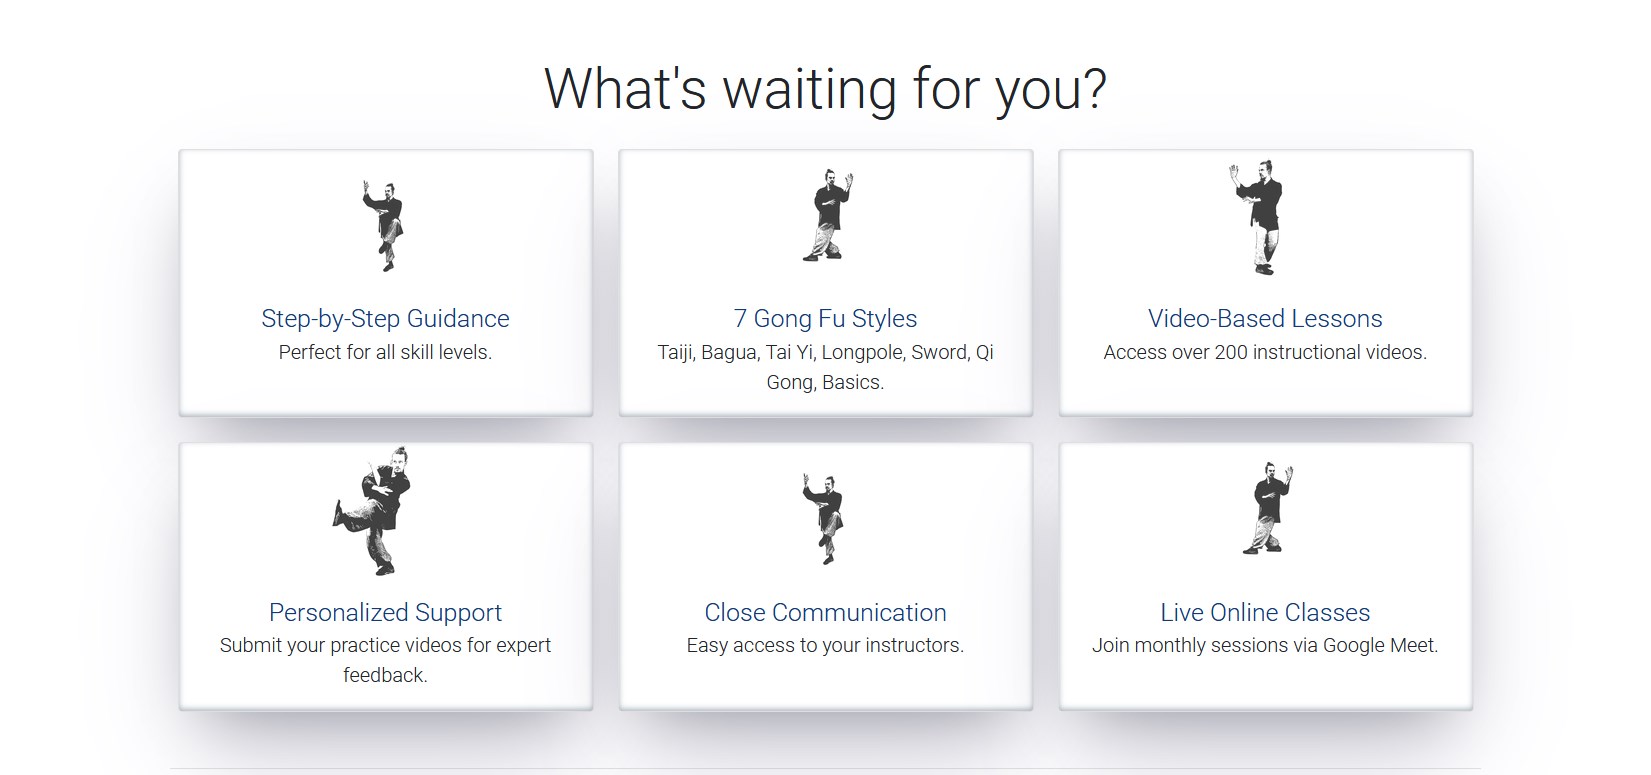 What's waiting for you?
Step-by-Step Guidance
Perfect for all skill levels.
7 Gong Fu Styles
Taiji, Bagua, Tai Yi, Longpole, Sword, Qi
Gong, Basics.
Video-Based Lessons
Access over 200 instructional videos.
Personalized Support
Submit your practice videos for expert
feedback.
Close Communication
Easy access to your instructors.
Live Online Classes
Join monthly sessions via Google Meet.